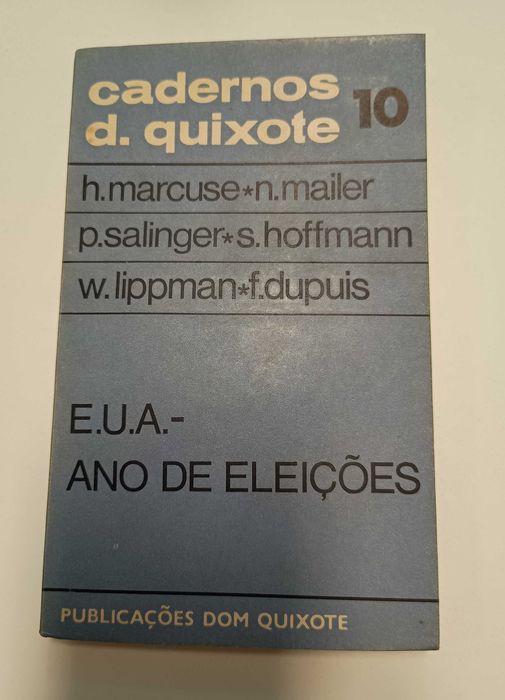 cadernos
d. quixote 10
h.marcuse*n.mailer
p.salinger*s.hoffmann
w.lippman*f.dupuis
E.U.A.-
ANO DE ELEIÇÕES
PUBLICAÇÕES DOM QUIXOTE